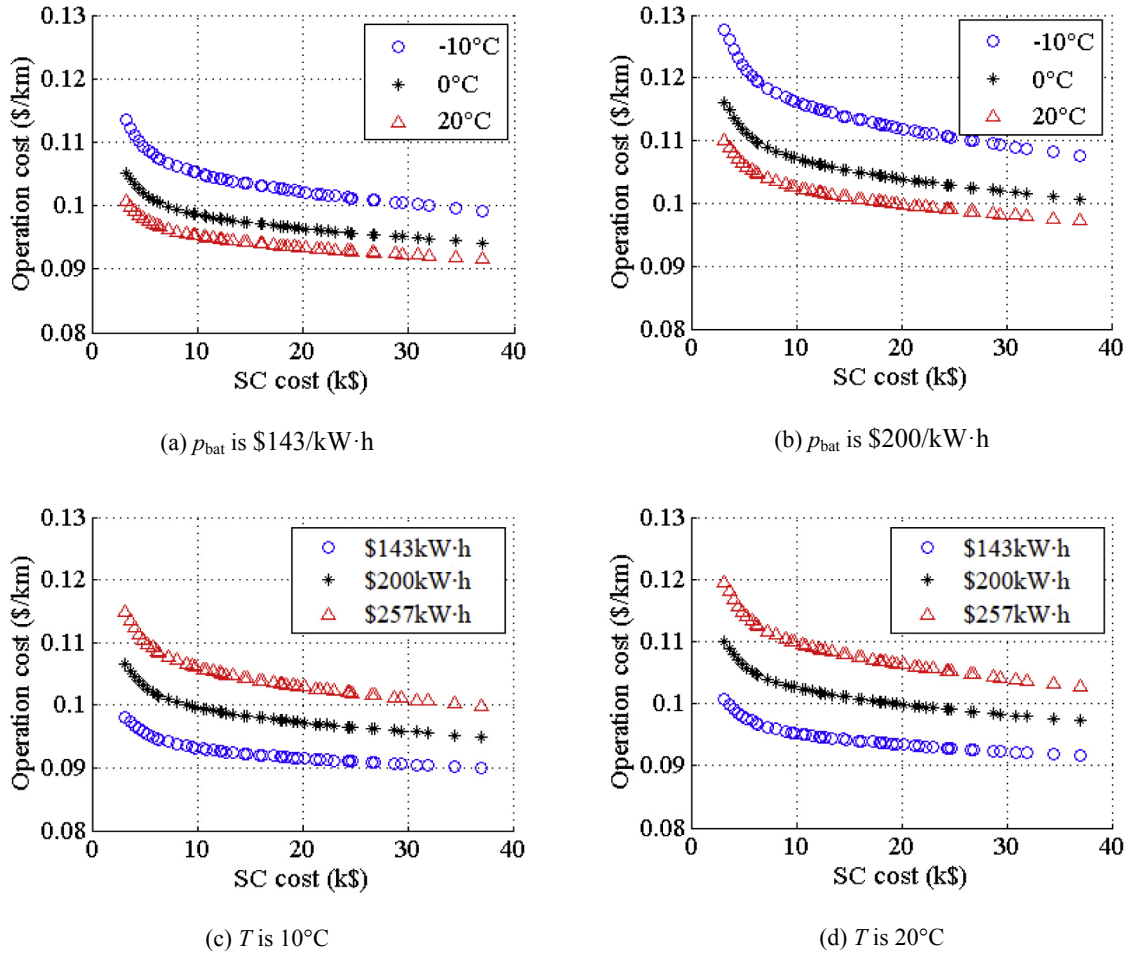 0.13
0.12
0.11
0.1
0.09
0.08
Operation cost ($/km)
-10°C
0°C
20°C
0 10 20 30 40
SC cost (k$)
(a) pbat is $143/kW·h
0.13
0.12
0.11
0.1
0.09
0.08
Operation cost ($/km)
-10°C
0°C
20°C
0 10 20 30 40
SC cost (k$)
(b) pbat is $200/kW·h
0.13
0.12
0.11
0.1
0.09
0.08
Operation cost ($/km)
$143kW·h
$200kW·h
$257kW·h
0 10 20 30 40
SC cost (k$)
(c) T is 10°C
0.13
0.12
0.11
0.1
0.09
0.08
Operation cost ($/km)
$143kW·h
$200kW·h
$257kW·h
0 10 20 30 40
SC cost (k$)
(d) T is 20°C